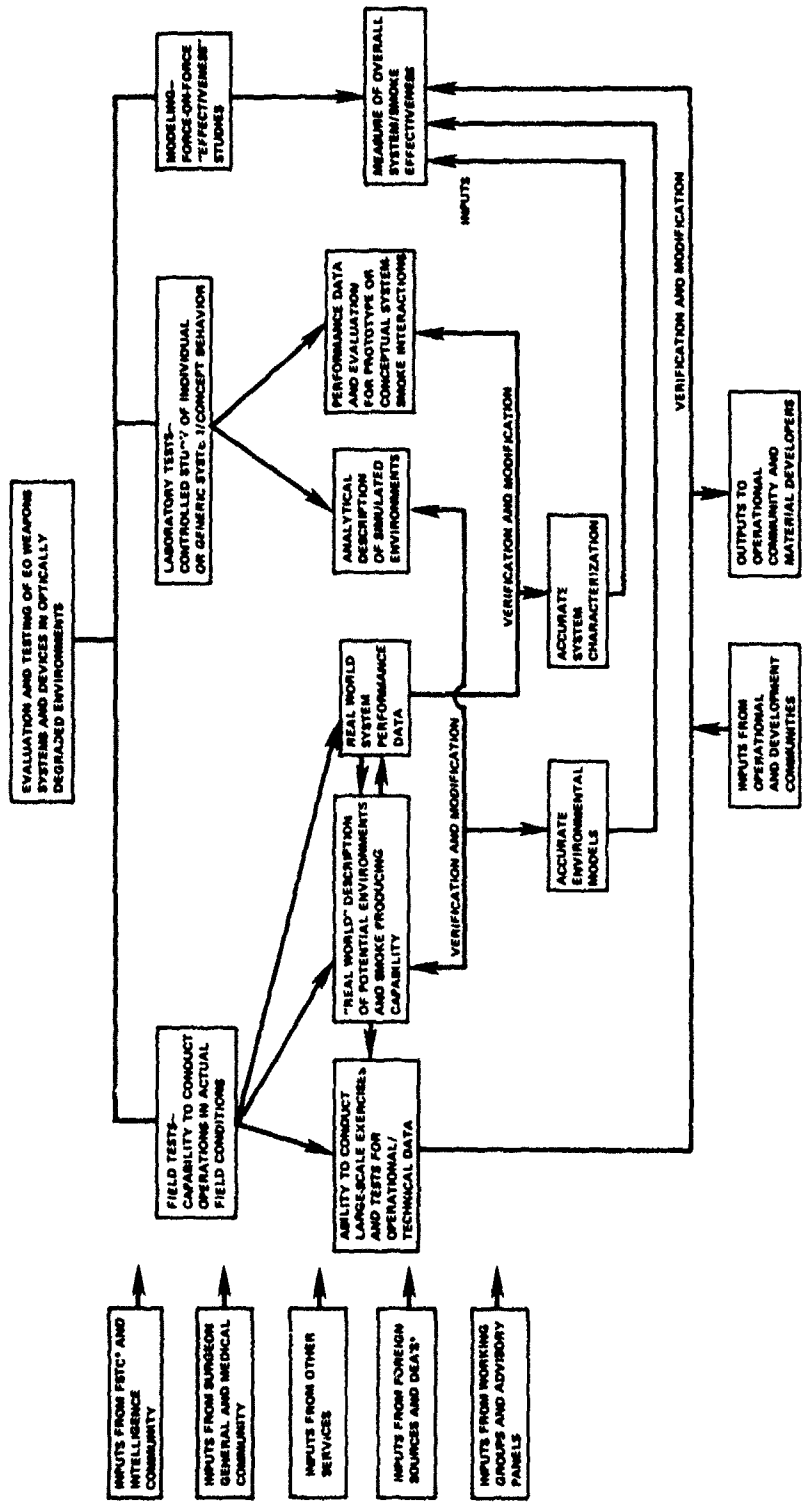 EVALUATION AND TESTING OF EO WEAPONS
SYSTEMS AND DEVICES IN OPTICALLY
DEGRADED ENVIRONMENTS
FIELD TESTS—
CAPABILITY TO CONDUCT
OPERATIONS IN ACTUAL
FIELD CONDITIONS
LABORATORY TESTS—
CONTROLLED OF INDIVIDUAL
OR GENERIC BEHAVIOR
MODELING—
FORCE-ON-FORCE
"EFFECTIVENESS"
STUDIES
INPUTS FROM FSTC* AND
INTELLIGENCE
COMMUNITY
INPUTS FROM SURGEON
GENERAL AND MEDICAL
COMMUNITY
INPUTS FROM OTHER
SERVICES
INPUTS FROM FOREIGN
SOURCES AND DEA'S*
INPUTS FROM WORKING
GROUPS AND ADVISORY
PANELS
ABILITY TO CONDUCT
LARGE-SCALE EXERCISES
AND TESTS FOR
OPERATIONAL/
TECHNICAL DATA
"REAL WORLD" DESCRIPTION
OF POTENTIAL ENVIRONMENTS
AND SMOKE PRODUCING
CAPABILITY
REAL WORLD
SYSTEM
PERFORMANCE
DATA
ANALYTICAL
DESCRIPTION
OF SIMULATED
ENVIRONMENTS
PERFORMANCE DATA
AND EVALUATION
FOR PROTOTYPE OR
CONCEPTUAL SYSTEM-
SMOKE INTERACTIONS
MEASURE OF OVERALL
SYSTEM/SMOKE
EFFECTIVENESS
INPUTS
VERIFICATION AND MODIFICATION
VERIFICATION AND MODIFICATION
ACCURATE
ENVIRONMENTAL
MODELS
ACCURATE
SYSTEM
CHARACTERIZATION
VERIFICATION AND MODIFICATION
INPUTS FROM
OPERATIONAL
AND DEVELOPMENT
COMMUNITIES
OUTPUTS TO
OPERATIONAL
COMMUNITY AND
MATERIAL DEVELOPERS